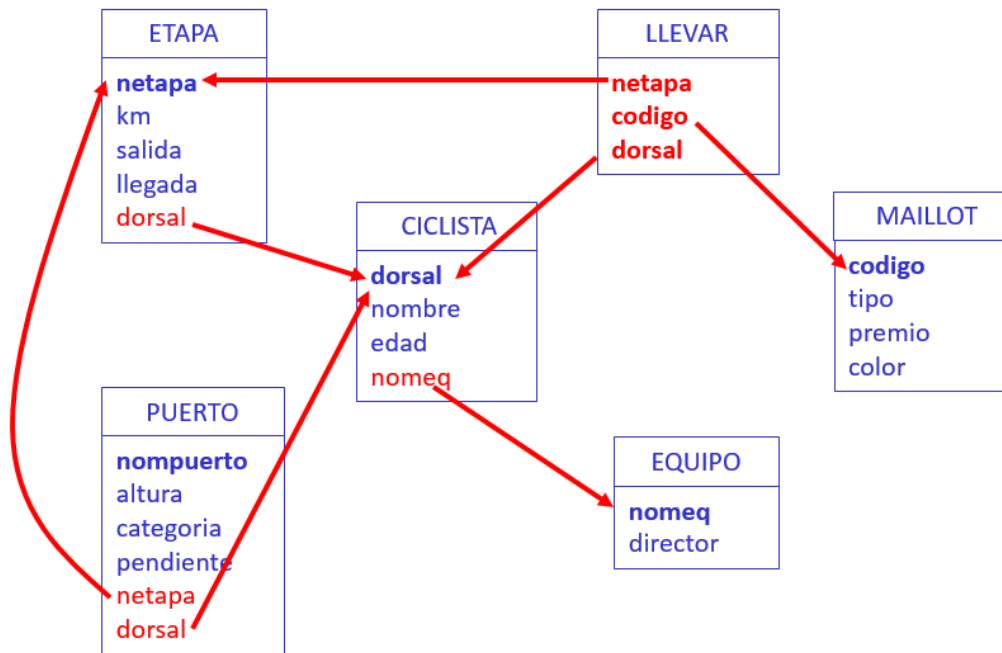 ETAPA
netapa
km
salida
llegada
dorsal
LLEVAR
netapa
codigo
dorsal
CICLISTA
dorsal
nombre
edad
nomeq
MAILLOT
codigo
tipo
premio
color
PUERTO
nompuerto
altura
categoria
pendiente
netapa
dorsal
EQUIPO
nomeq
director